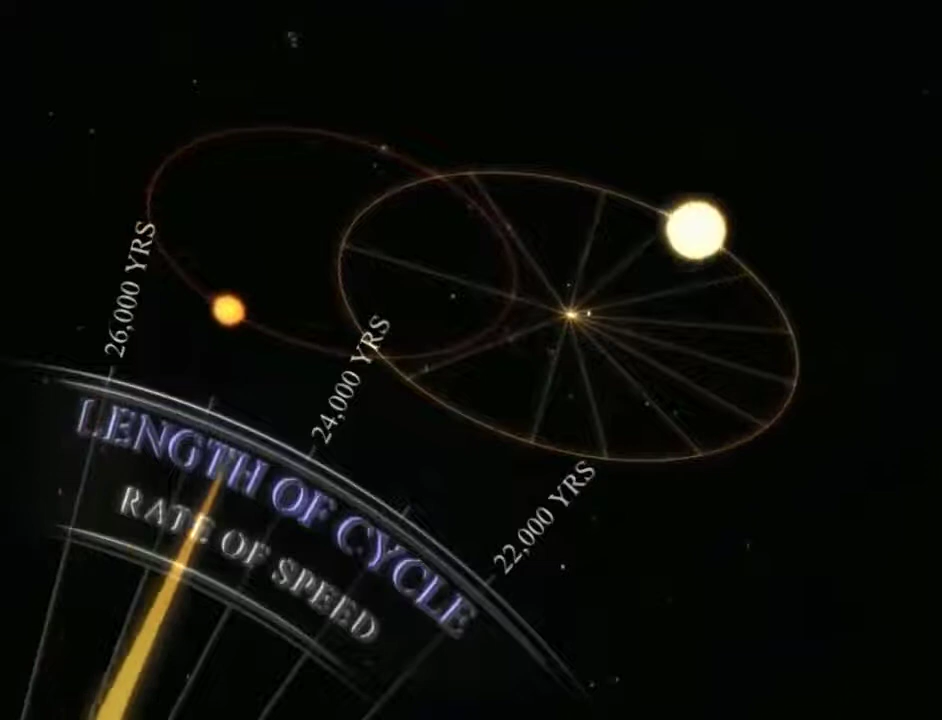 26,000 YRS
24,000 YRS
22,000 YRS
LENGTH OF CYCLE
RATE OF SPEED